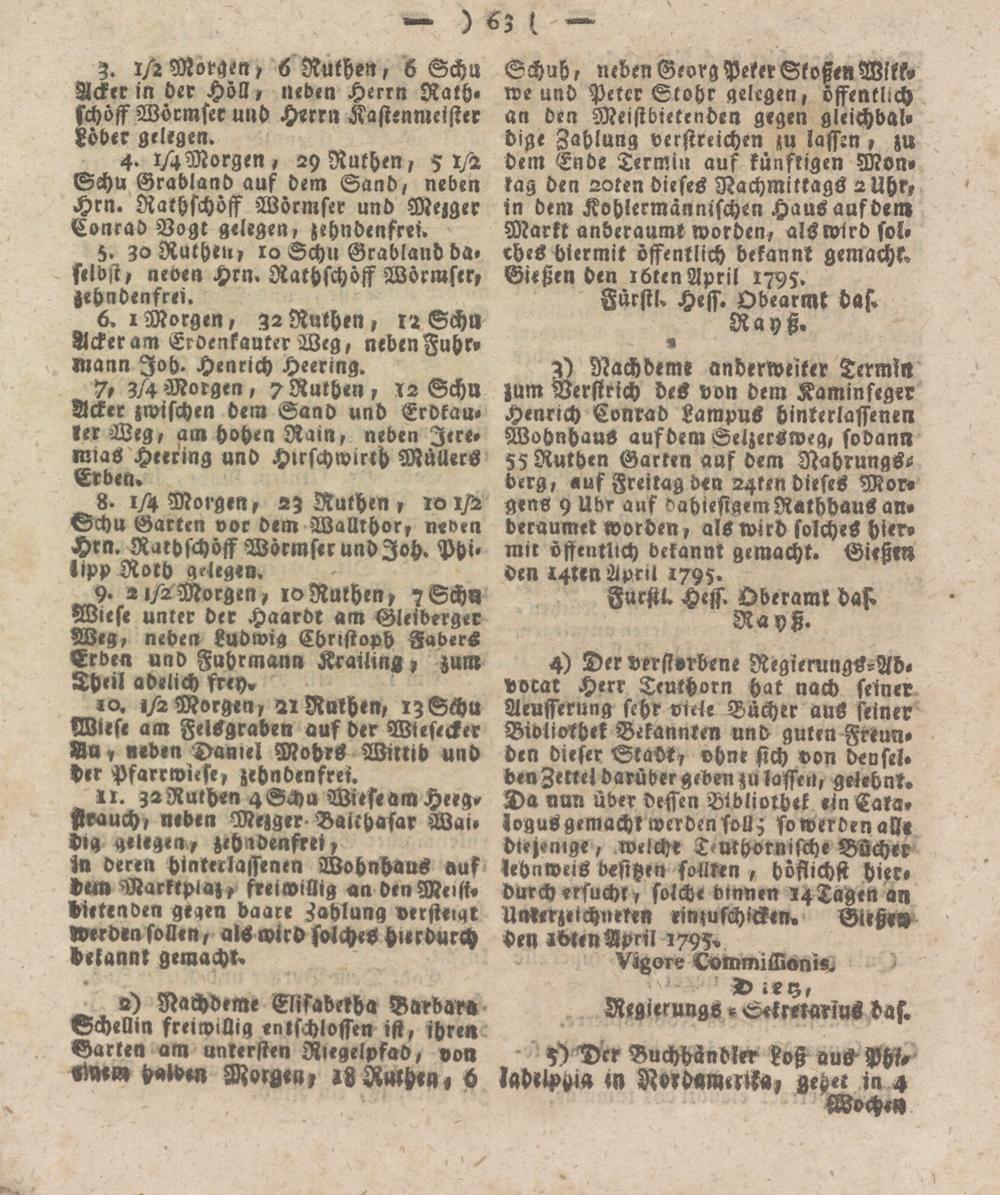 — ) 63 ( —
3. 1/2 Morgen, 6 Ruthen, 6 Schu
Acker in der Höll, neben Herrn Rath-
schöff Wörmser und Herrn Kastenmeister
Löber gelegen.
4. 1/4 Morgen, 29 Ruthen, 5 1/2
Schu Grabland auf dem Sand, neben
Hrn. Rathschöff Wörmser und Mezger
Conrad Vogt gelegen, zehndenfrei.
5. 30 Ruthen, 10 Schu Grabland da-
selbst, neben Hrn. Rathschöff Wörmser,
zehndenfrei.
6. 1 Morgen, 32 Ruthen, 12 Schu
Acker am Erdenkauter Weg, neben Fuhr-
mann Joh. Henrich Heering.
7, 3/4 Morgen, 7 Ruthen, 12 Schu
Acker zwischen dem Sand und Erdkau-
ter Weg, am hohen Rain, neben Jere-
mias Heering und Hirschwirth Müllers
Erben.
8. 1/4 Morgen, 23 Ruthen, 10 1/2
Schu Garten vor dem Wallthor, neben
Hrn. Rathschöff Wörmser und Joh. Phi-
lipp Roth gelegen.
9. 2 1/2 Morgen, 10 Ruthen, 7 Schu
Wiese unter der Haardt am Gleiberger
Weg, neben Ludwig Christoph Fabers
Erben und Fuhrmann Krailing, zum
Theil adelich frey.
10. 1/2 Morgen, 21 Ruthen, 13 Schu
Wiese am Felsgraben auf der Wiesecker
Au, neben Daniel Mohrs Wittib und
der Pfarrwiese, zehndenfrei.
11. 32 Ruthen 4 Schu Wiese am Heeg-
strauch, neben Mezger Balthasar Wai-
dig gelegen, zehndenfrei,
in deren hinterlassenen Wohnhaus auf
dem Marktplaz, freiwillig an den Meist-
bietenden gegen baare Zahlung versteigt
werden sollen, als wird solches hierdurch
bekannt gemacht.
2) Nachdeme Elisabetha Barbara
Schellin freiwillig entschlossen ist, ihren
Garten am untersten Riegelpfad, von
einem halben Morgen, 18 Ruthen, 6
Schuh, neben Georg Peter Stoßen Witt-
we und Peter Stohr gelegen, öffentlich
an den Meistbietenden gegen gleichbal-
dige Zahlung verstreichen zu lassen, zu
dem Ende Termin auf künftigen Mon-
tag den 20ten dieses Nachmittags 2 Uhr,
in dem Kohlermännischen Haus auf dem
Markt anberaumt worden, als wird sol-
ches hiermit öffentlich bekannt gemacht.
Gießen den 16ten April 1795.
Fürstl. Hess. Obearmt das.
Rayß.
3) Nachdeme anderweiter Termin
zum Verstrich des von dem Kaminfeger
Henrich Conrad Lampus hinterlassenen
Wohnhaus auf dem Selzersweg, sodann
55 Ruthen Garten auf dem Nahrungs-
berg, auf Freitag den 24ten dieses Mor-
gens 9 Uhr auf dahiesigem Rathhaus an-
beraumet worden, als wird solches hier-
mit öffentlich bekannt gemacht. Gießen
den 14ten April 1795.
Fürstl. Hess. Oberamt das.
Rayß.
4) Der verstorbene Regierungs-Ad-
vocat Herr Teuthorn hat nach seiner
Aeusserung sehr viele Bücher aus seiner
Bibliothek Bekannten und guten Freun-
den dieser Stadt, ohne sich von densel-
ben Zettel darüber geben zu lassen, gelehnt.
Da nun über dessen Bibliothek ein Cata-
logus gemacht werden soll; so werden alle
diejenige, welche Teuthornische Bücher
lehnweis besitzen sollten, höflichst hier-
durch ersucht, solche binnen 14 Tagen an
Unterzeichneten einzuschicken. Gießen
den 16ten April 1795.
Vigore Commissionis.
Dietz,
Regierungs-Sekretarius das.
5) Der Buchhändler Loß aus Phi-
ladelphia in Nordamerika, gehet in 4
Wochen